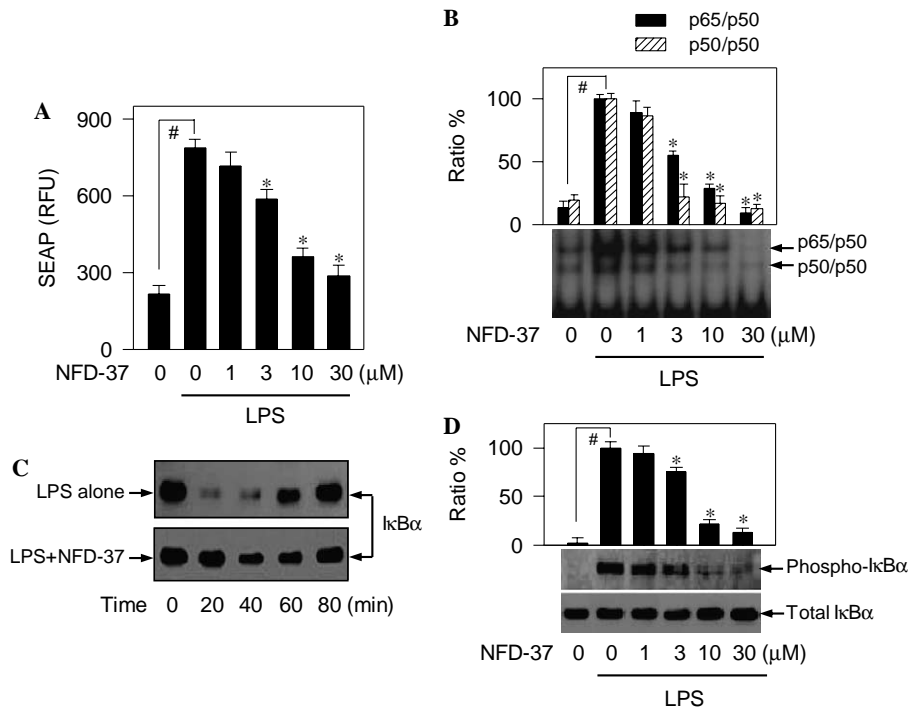 A
SEAP (RFU)
900
600
300
0
#
*
*
*
NFD-37 0 0 1 3 10 30 (μM)
LPS
B
p65/p50
p50/p50
Ratio %
100
50
0
#
*
*
* *
* *
p65/p50
p50/p50
NFD-37 0 0 1 3 10 30 (μM)
LPS
C
LPS alone
IκBα
LPS+NFD-37
Time 0 20 40 60 80 (min)
D
Ratio %
100
50
0
#
*
*
*
Phospho-IκBα
Total IκBα
NFD-37 0 0 1 3 10 30 (μM)
LPS